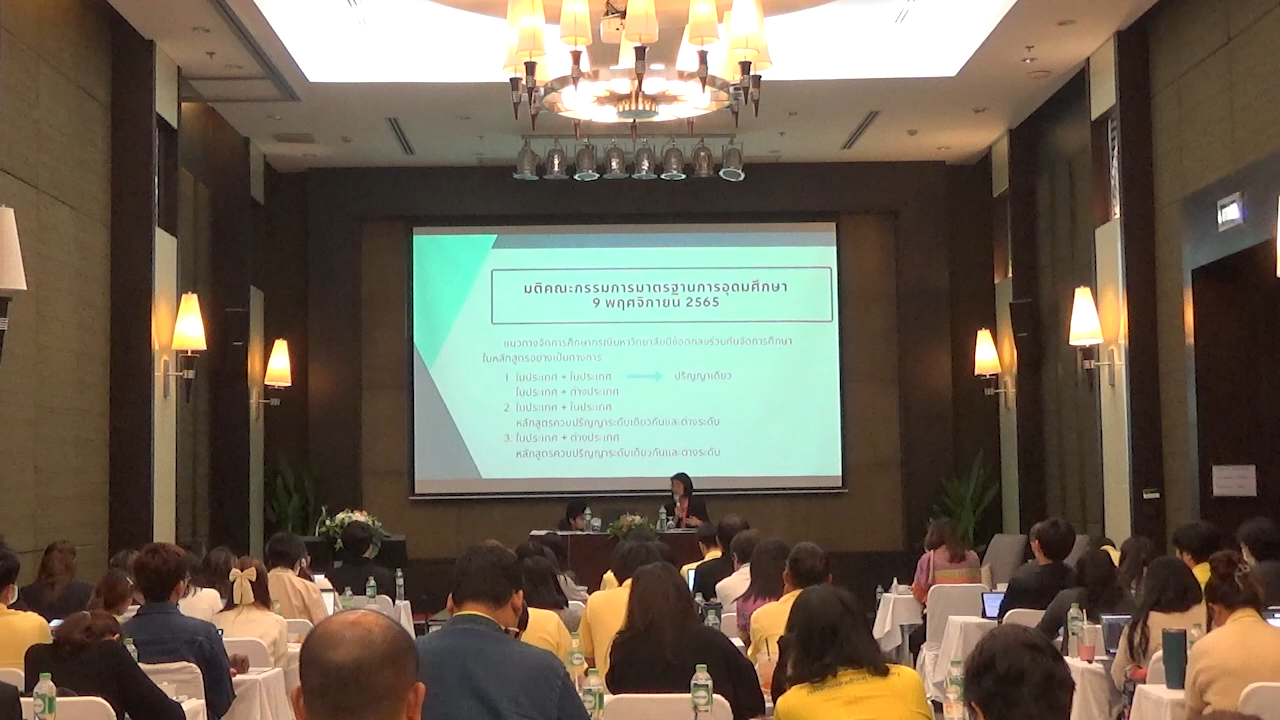 มติคณะกรรมการมาตรฐานการอุดมศึกษา
9 พฤศจิกายน 2565
แนวทางจัดการศึกษากรณีมหาวิทยาลัยมีข้อตกลงร่วมกันจัดการศึกษา
ในหลักสูตรอย่างเป็นทางการ
1. ในประเทศ + ในประเทศ ปริญญาเดียว
ในประเทศ + ต่างประเทศ
2. ในประเทศ + ในประเทศ
หลักสูตรควบปริญญาระดับเดียวกันและต่างระดับ
3. ในประเทศ + ต่างประเทศ
หลักสูตรควบปริญญาระดับเดียวกันและต่างระดับ